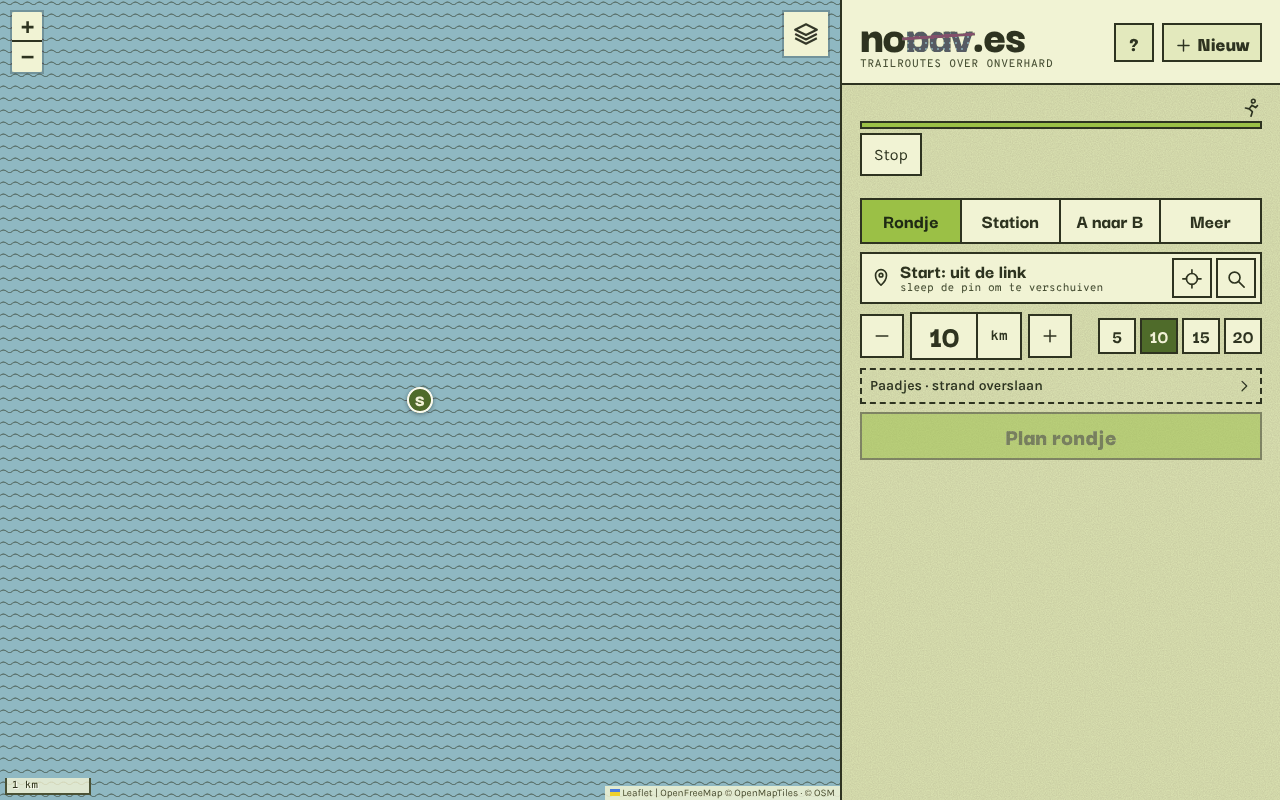 +
−
1 km
Leaflet | OpenFreeMap © OpenMapTiles · © OSM
S
nopav.es
TRAILROUTES OVER ONVERHARD
?
+ Nieuw
Stop
Rondje
Station
A naar B
Meer
Start: uit de link
sleep de pin om te verschuiven
−
10
km
+
5
10
15
20
Paadjes · strand overslaan
Plan rondje